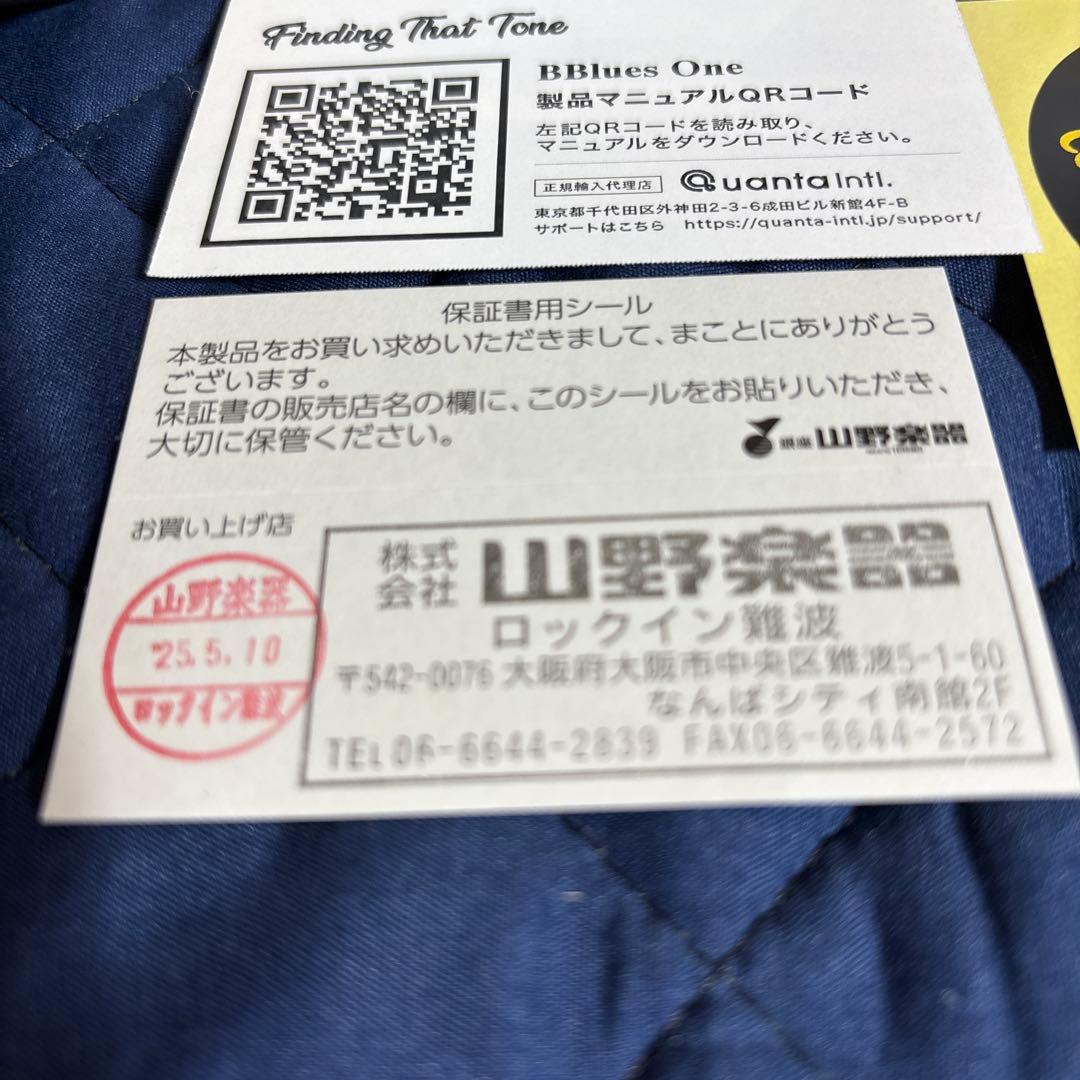 Finding That Tone
BBlues One
製品マニュアルQRコード
左記QRコードを読み取り、
マニュアルをダウンロードください。
正規輸入代理店 Quanta Intl.
東京都千代田区外神田2-3-6成田ビル新館4F-B
サポートはこちら https://quanta-intl.jp/support/
保証書用シール
本製品をお買い求めいただきまして、まことにありがとう
ございます。
保証書の販売店名の欄に、このシールをお貼りいただき、
大切に保管ください。
銀座 山野楽器
お買い上げ店
山野楽器
'25.5.10
ロックイン難波
株式会社 山野楽器
ロックイン難波
〒542-0076 大阪府大阪市中央区難波5-1-60
なんばシティ南館2F
TEL06-6644-2839 FAX06-6644-2572